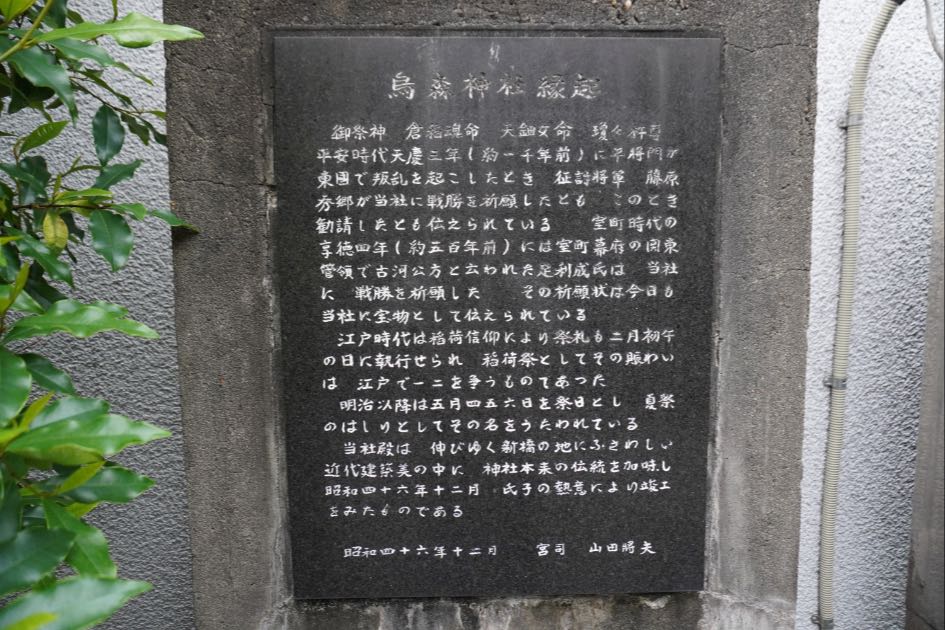 烏森神社縁起
御祭神　倉稲魂命　天鈿女命　瓊々杵尊
平安時代天慶三年(約一千年前)に平將門が
東國で叛乱を起こしたとき　征討將軍　藤原
秀郷が当社に戦勝を祈願したとも　このとき
勧請したとも伝えられている　室町時代の
享徳四年(約五百年前)には室町幕府の関東
管領で古河公方と云われた足利成氏は　当社
に　戦勝を祈願した　その祈願状は今日も
当社に宝物として伝えられている
江戸時代は稲荷信仰により祭礼も二月初午
の日に執行せられ　稲荷祭としてその賑わい
は　江戸で一二を争うものてあつた
明治以降は五月四五六日を祭日とし　夏祭
のはしりとしてその名をうたわれている
当社殿は　伸びゆく新橋の地にふさわしい
近代建築美の中に　神社本来の伝統を加味し
昭和四十六年十二月　氏子の熱意により竣工
をみたものである
昭和四十六年十二月　宮司　山田將夫